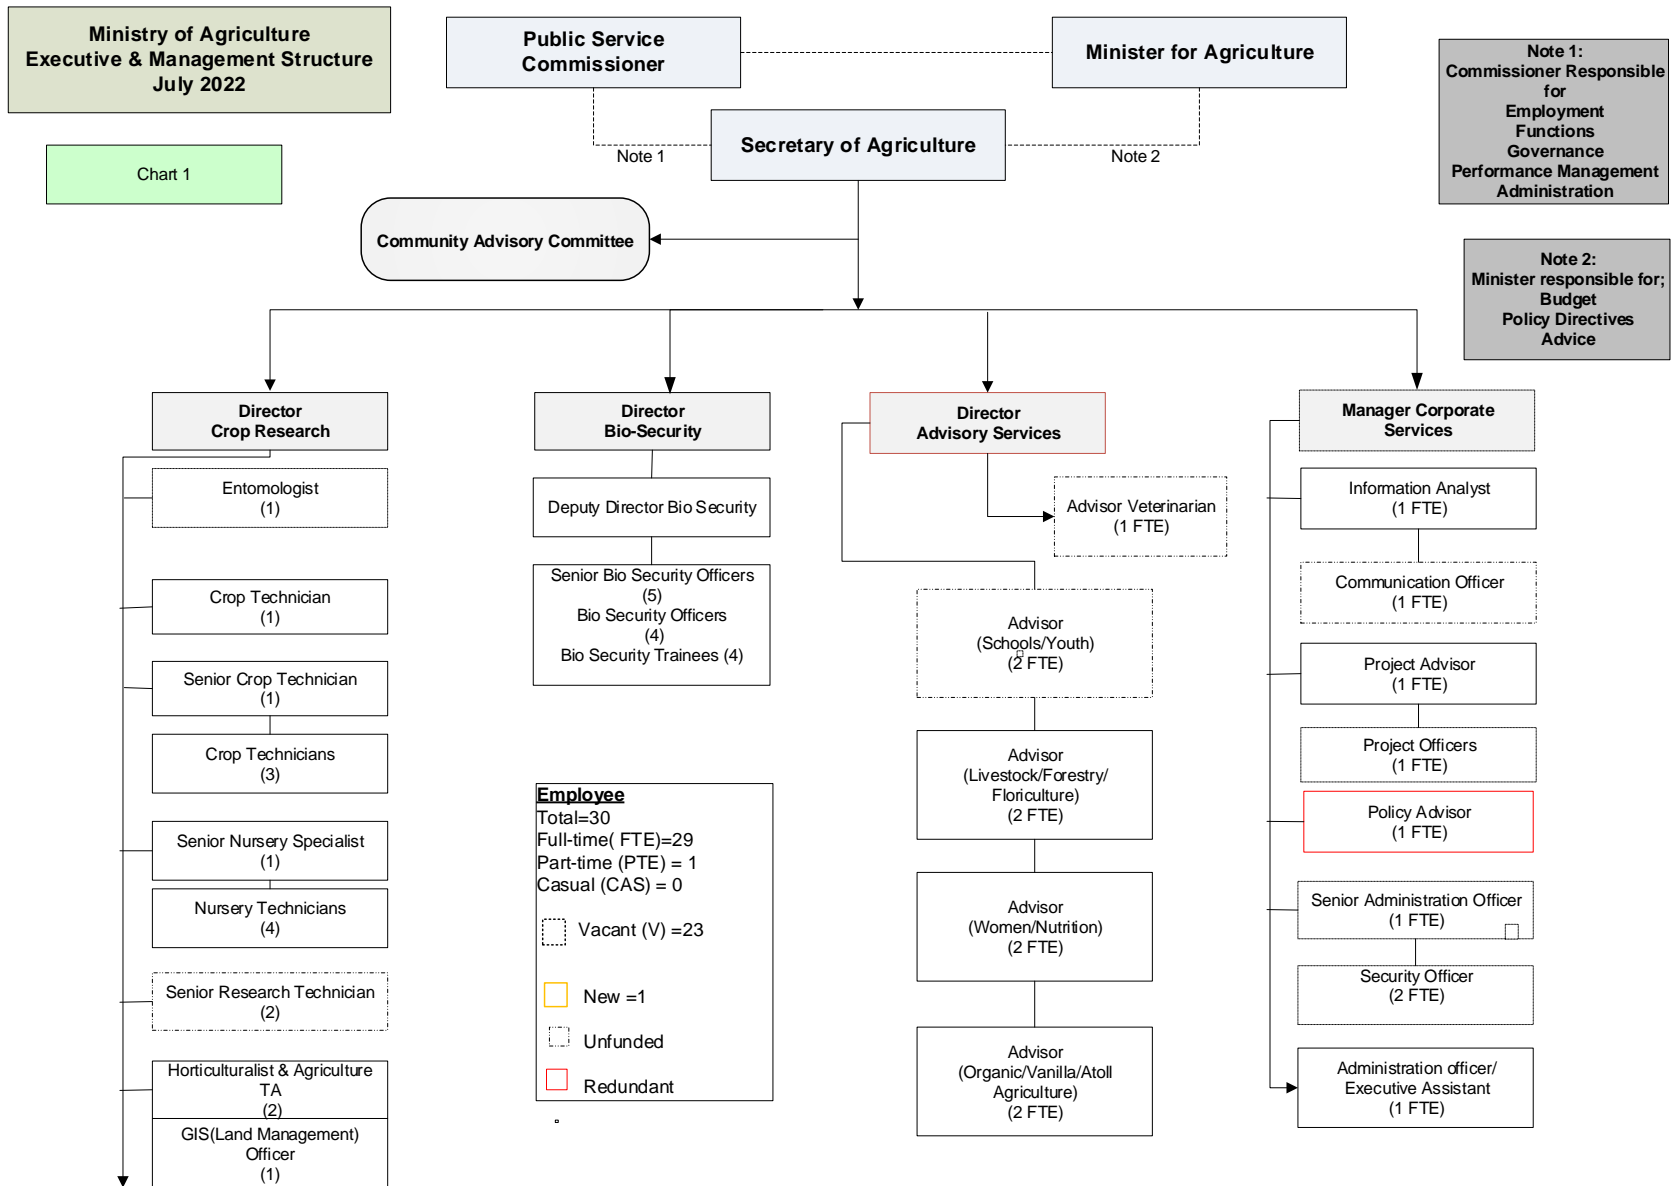 Ministry of Agriculture
Executive & Management Structure
July 2022
Chart 1
Public Service
Commissioner
Minister for Agriculture
Secretary of Agriculture
Note 1
Note 2
Note 1:
Commissioner Responsible
for
Employment
Functions
Governance
Performance Management
Administration
Note 2:
Minister responsible for;
Budget
Policy Directives
Advice
Community Advisory Committee
Director
Crop Research
Entomologist
(1)
Crop Technician
(1)
Senior Crop Technician
(1)
Crop Technicians
(3)
Senior Nursery Specialist
(1)
Nursery Technicians
(4)
Senior Research Technician
(2)
Horticulturalist & Agriculture
TA
(2)
GIS(Land Management)
Officer
(1)
Director
Bio-Security
Deputy Director Bio Security
Senior Bio Security Officers
(5)
Bio Security Officers
(4)
Bio Security Trainees (4)
Employee
Total=30
Full-time( FTE)=29
Part-time (PTE) = 1
Casual (CAS) = 0
Vacant (V) =23
New =1
Unfunded
Redundant
Director
Advisory Services
Advisor Veterinarian
(1 FTE)
Advisor
(Schools/Youth)
(2 FTE)
Advisor
(Livestock/Forestry/
Floriculture)
(2 FTE)
Advisor
(Women/Nutrition)
(2 FTE)
Advisor
(Organic/Vanilla/Atoll
Agriculture)
(2 FTE)
Manager Corporate
Services
Information Analyst
(1 FTE)
Communication Officer
(1 FTE)
Project Advisor
(1 FTE)
Project Officers
(1 FTE)
Policy Advisor
(1 FTE)
Senior Administration Officer
(1 FTE)
Security Officer
(2 FTE)
Administration officer/
Executive Assistant
(1 FTE)